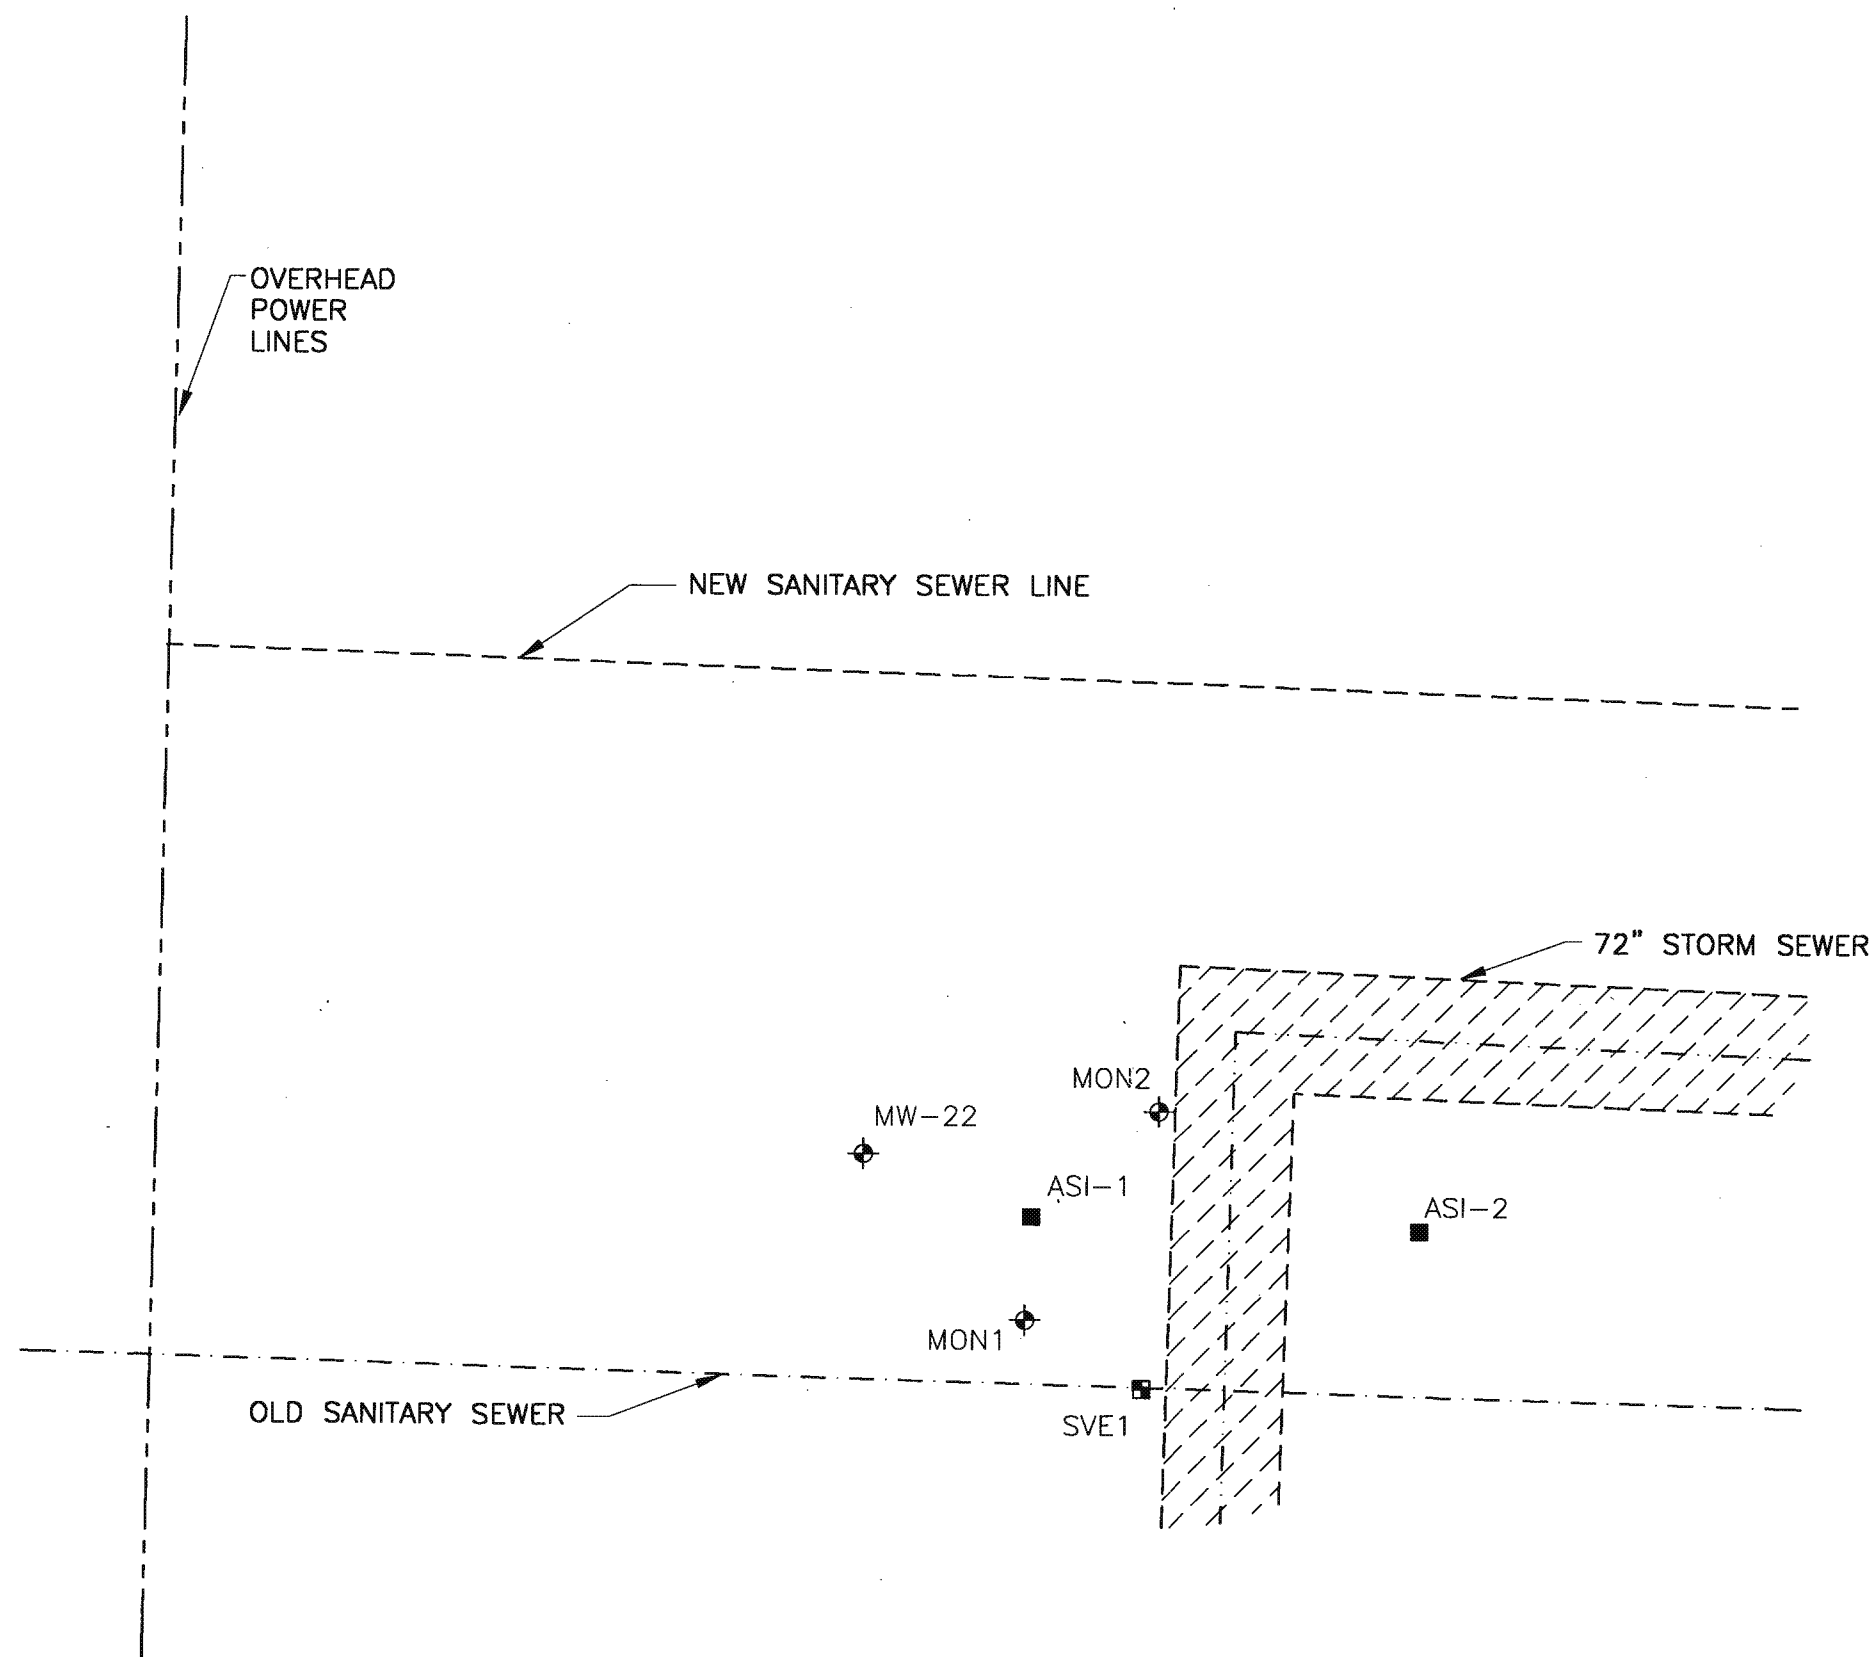 OVERHEAD
POWER
LINES
NEW SANITARY SEWER LINE
72" STORM SEWER
MON2
MW-22
ASI-1
ASI-2
MON1
OLD SANITARY SEWER
SVE1